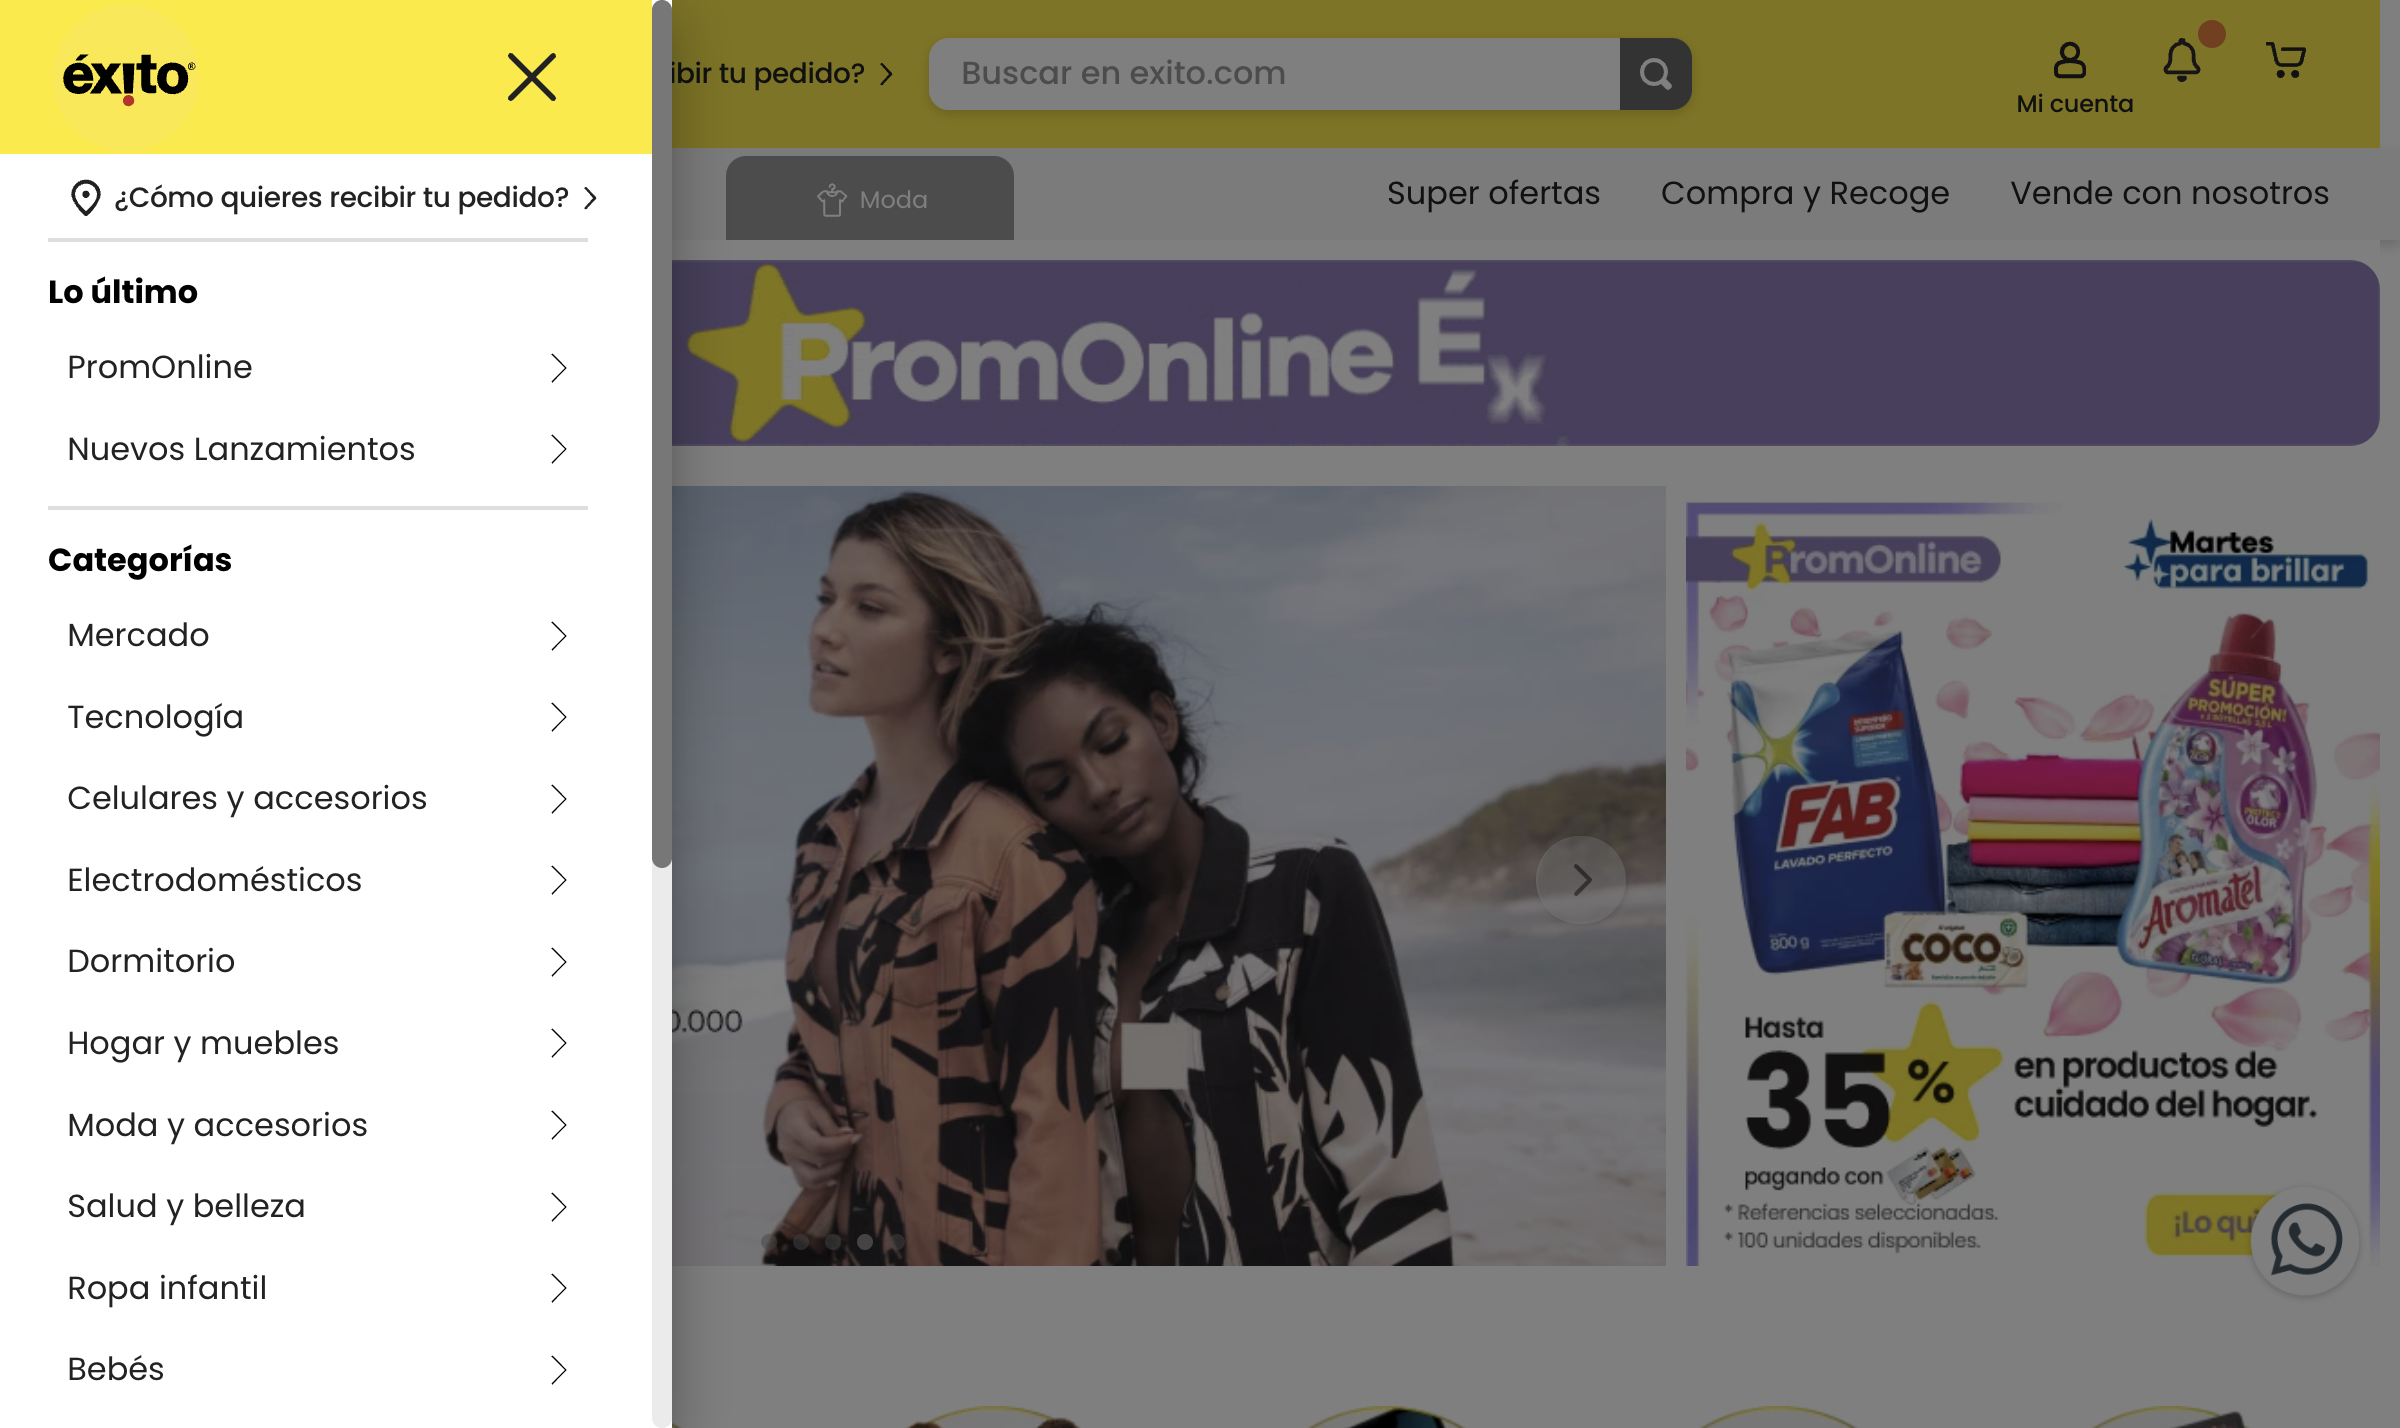 éxito
¿Cómo quieres recibir tu pedido?
Lo último
PromOnline
Nuevos Lanzamientos
Categorías
Mercado
Tecnología
Celulares y accesorios
Electrodomésticos
Dormitorio
Hogar y muebles
Moda y accesorios
Salud y belleza
Ropa infantil
Bebés
ibir tu pedido?
Buscar en exito.com
Mi cuenta
Moda
Super ofertas
Compra y Recoge
Vende con nosotros
PromOnline Éx
0.000
PromOnline
Martes
para brillar
SÚPER
PROMOCIÓN!
FAB
LAVADO PERFECTO
800 g
COCO
Aromatel
FLORAL
Hasta
35%
en productos de
cuidado del hogar.
pagando con
* Referencias seleccionadas.
* 100 unidades disponibles.
¡Lo qui